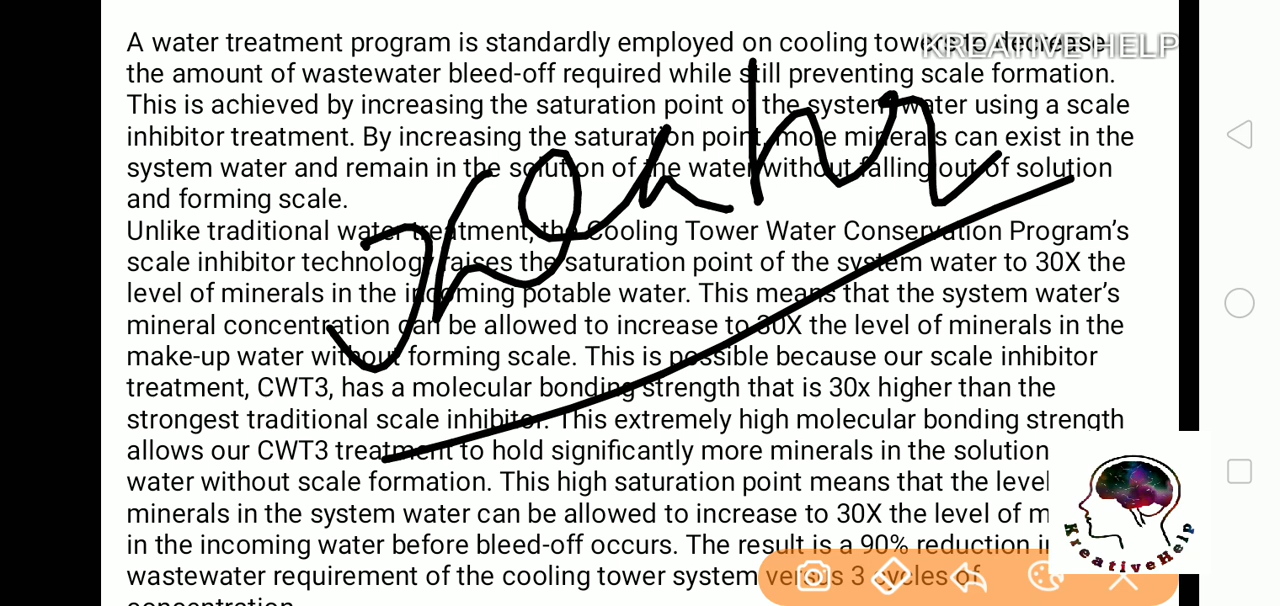 A water treatment program is standardly employed on cooling towers to decrease
KREATIVE HELP
the amount of wastewater bleed-off required while still preventing scale formation.
This is achieved by increasing the saturation point of the system water using a scale
inhibitor treatment. By increasing the saturation point, more minerals can exist in the
system water and remain in the solution of the water without falling out of solution
and forming scale.
Unlike traditional water treatment, the Cooling Tower Water Conservation Program’s
scale inhibitor technology raises the saturation point of the system water to 30X the
level of minerals in the incoming potable water. This means that the system water’s
mineral concentration can be allowed to increase to 30X the level of minerals in the
make-up water without forming scale. This is possible because our scale inhibitor
treatment, CWT3, has a molecular bonding strength that is 30x higher than the
strongest traditional scale inhibitor. This extremely high molecular bonding strength
allows our CWT3 treatment to hold significantly more minerals in the solution
water without scale formation. This high saturation point means that the level
minerals in the system water can be allowed to increase to 30X the level of m
in the incoming water before bleed-off occurs. The result is a 90% reduction i
wastewater requirement of the cooling tower system versus 3 cycles of
concentration
KreativeHelp